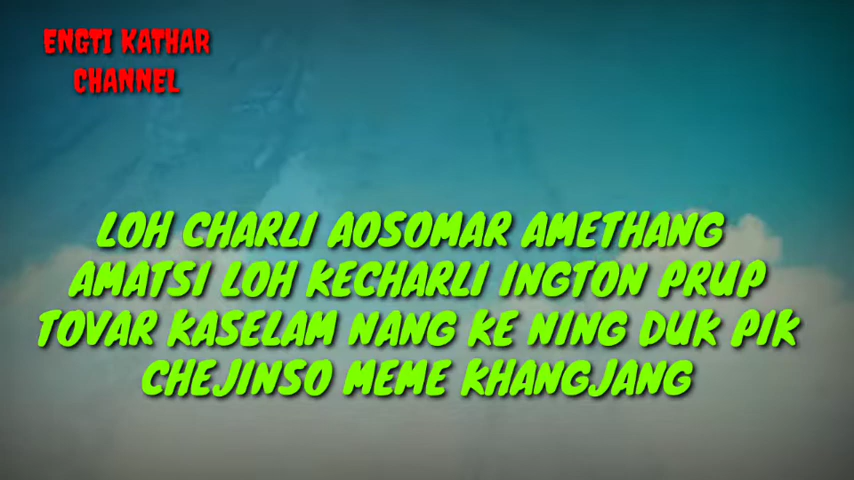 ENGTI KATHAR
CHANNEL
LOH CHARLI AOSOMAR AMETHANG
AMATSI LOH KECHARLI INGTON PRUP
TOVAR KASELAM NANG KE NING DUK PIK
CHEJINSO MEME KHANGJANG